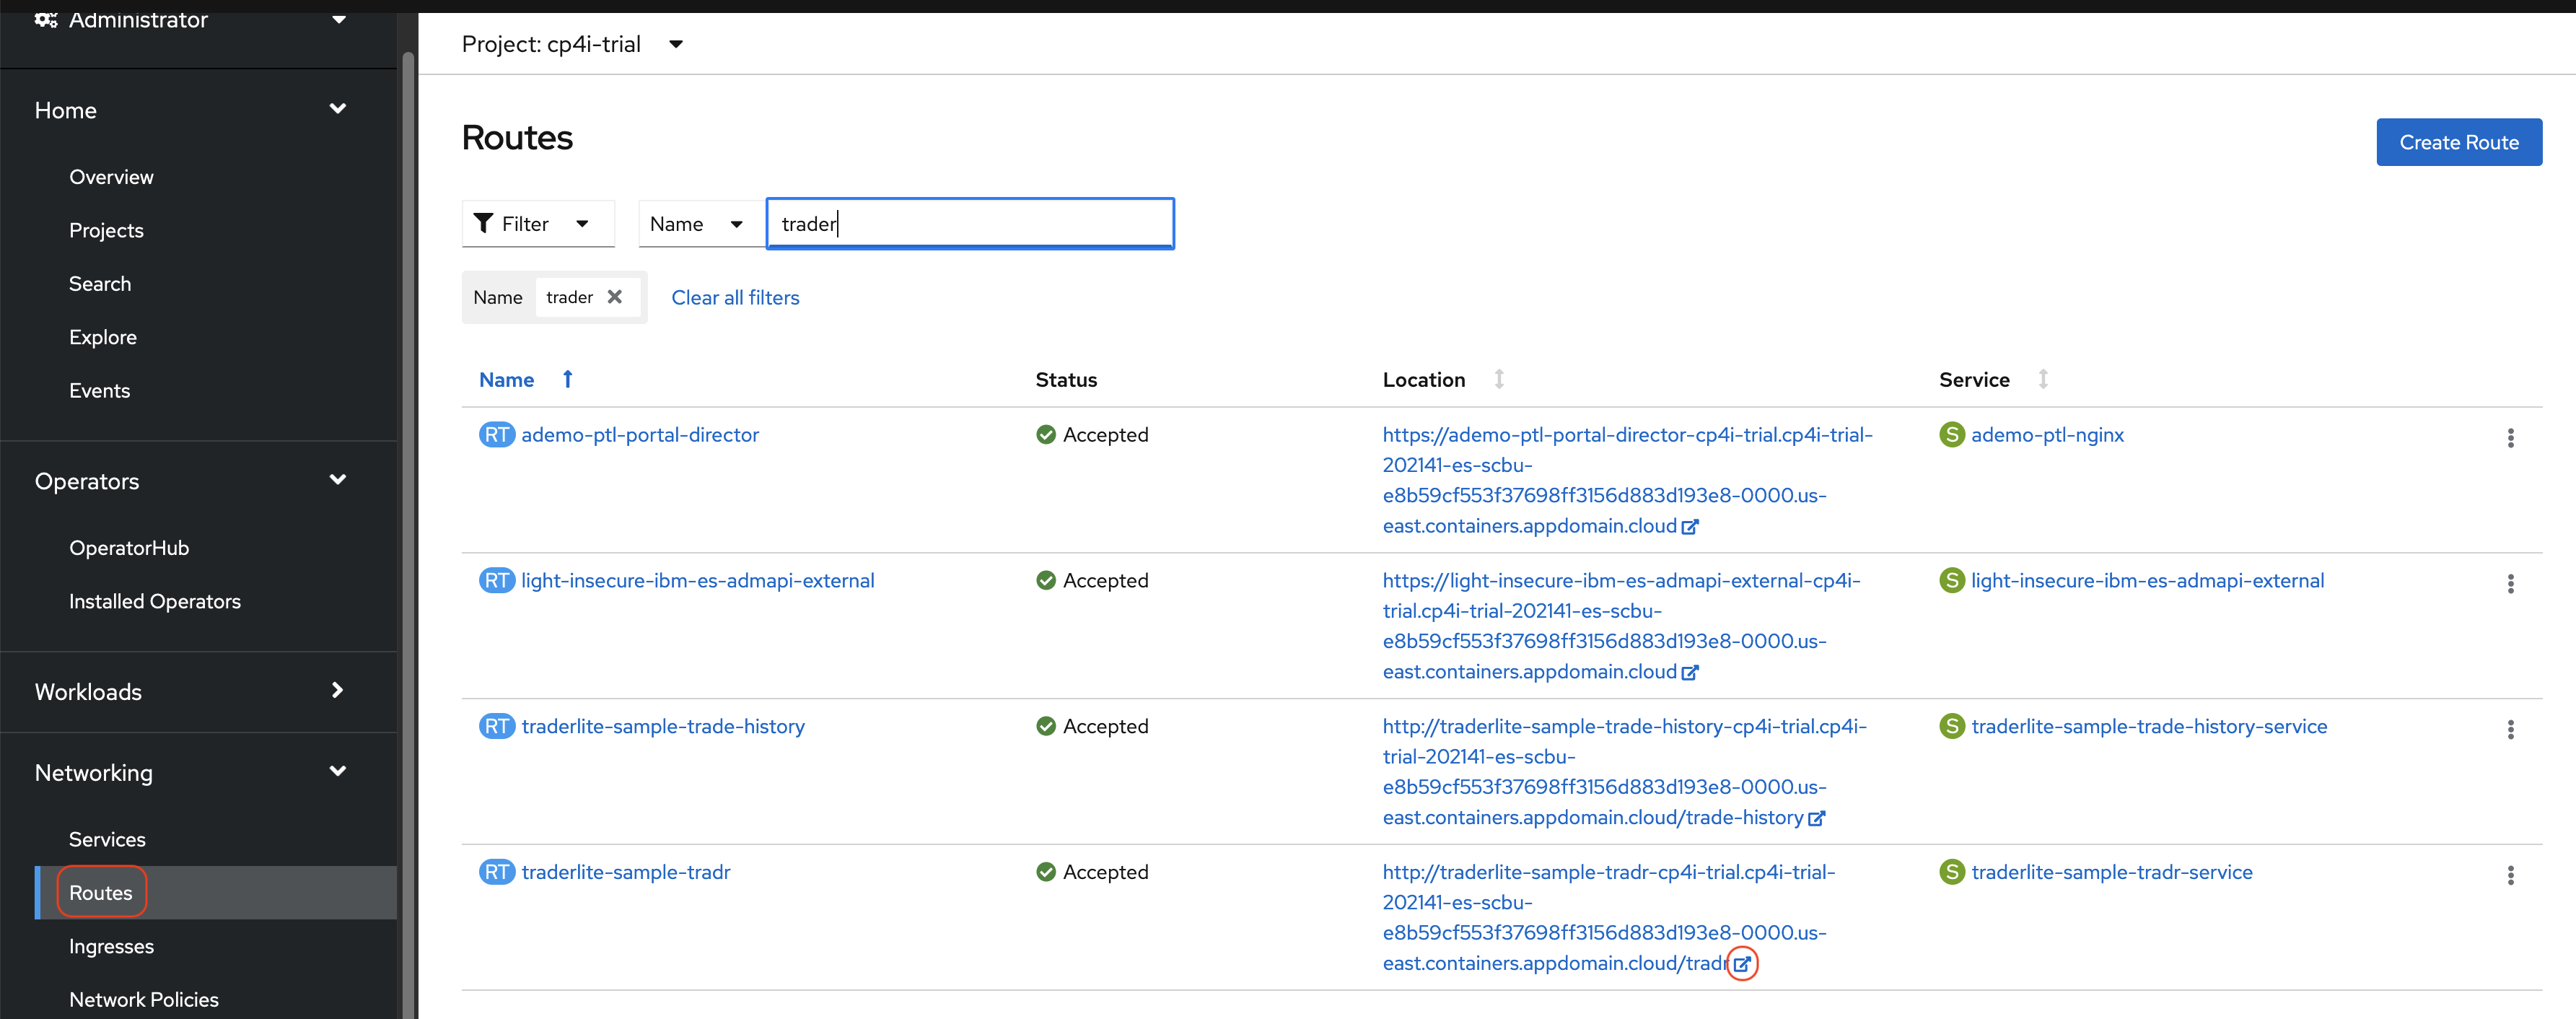 Administrator
Home
Overview
Projects
Search
Explore
Events
Operators
OperatorHub
Installed Operators
Workloads
Networking
Services
Routes
Ingresses
Network Policies
Project: cp4i-trial
Routes
Create Route
Filter
Name
trader
Name trader
Clear all filters
Name Status Location Service
RT ademo-ptl-portal-director Accepted https://ademo-ptl-portal-director-cp4i-trial.cp4i-trial- S ademo-ptl-nginx
202141-es-scbu-
e8b59cf553f37698ff3156d883d193e8-0000.us-
east.containers.appdomain.cloud
RT light-insecure-ibm-es-admapi-external Accepted https://light-insecure-ibm-es-admapi-external-cp4i- S light-insecure-ibm-es-admapi-external
trial.cp4i-trial-202141-es-scbu-
e8b59cf553f37698ff3156d883d193e8-0000.us-
east.containers.appdomain.cloud
RT traderlite-sample-trade-history Accepted http://traderlite-sample-trade-history-cp4i-trial.cp4i- S traderlite-sample-trade-history-service
trial-202141-es-scbu-
e8b59cf553f37698ff3156d883d193e8-0000.us-
east.containers.appdomain.cloud/trade-history
RT traderlite-sample-tradr Accepted http://traderlite-sample-tradr-cp4i-trial.cp4i-trial- S traderlite-sample-tradr-service
202141-es-scbu-
e8b59cf553f37698ff3156d883d193e8-0000.us-
east.containers.appdomain.cloud/tradr